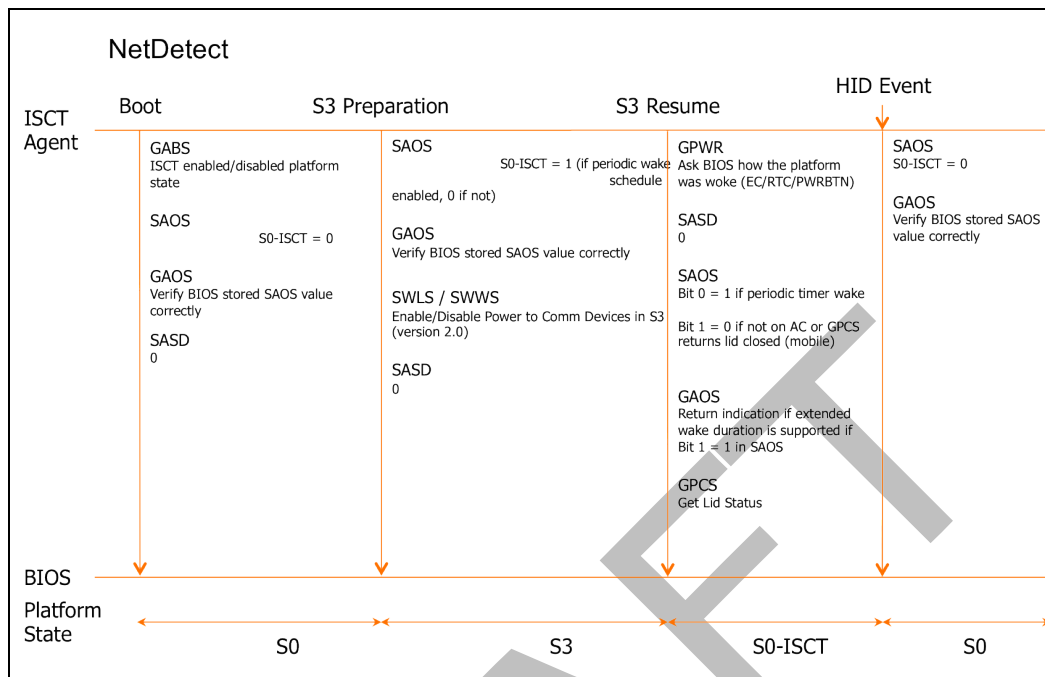 NetDetect
ISCT
Agent
Boot
S3 Preparation
S3 Resume
HID Event
GABS
ISCT enabled/disabled platform
state
SAOS
S0-ISCT = 0
GAOS
Verify BIOS stored SAOS value
correctly
SASD
0
SAOS
S0-ISCT = 1 (if periodic wake
schedule
enabled, 0 if not)
GAOS
Verify BIOS stored SAOS value correctly
SWLS / SWWS
Enable/Disable Power to Comm Devices in S3
(version 2.0)
SASD
0
GPWR
Ask BIOS how the platform
was woke (EC/RTC/PWRBTN)
SASD
0
SAOS
Bit 0 = 1 if periodic timer wake
Bit 1 = 0 if not on AC or GPCS
returns lid closed (mobile)
GAOS
Return indication if extended
wake duration is supported if
Bit 1 = 1 in SAOS
GPCS
Get Lid Status
SAOS
S0-ISCT = 0
GAOS
Verify BIOS stored SAOS
value correctly
BIOS
Platform
State
S0
S3
S0-ISCT
S0